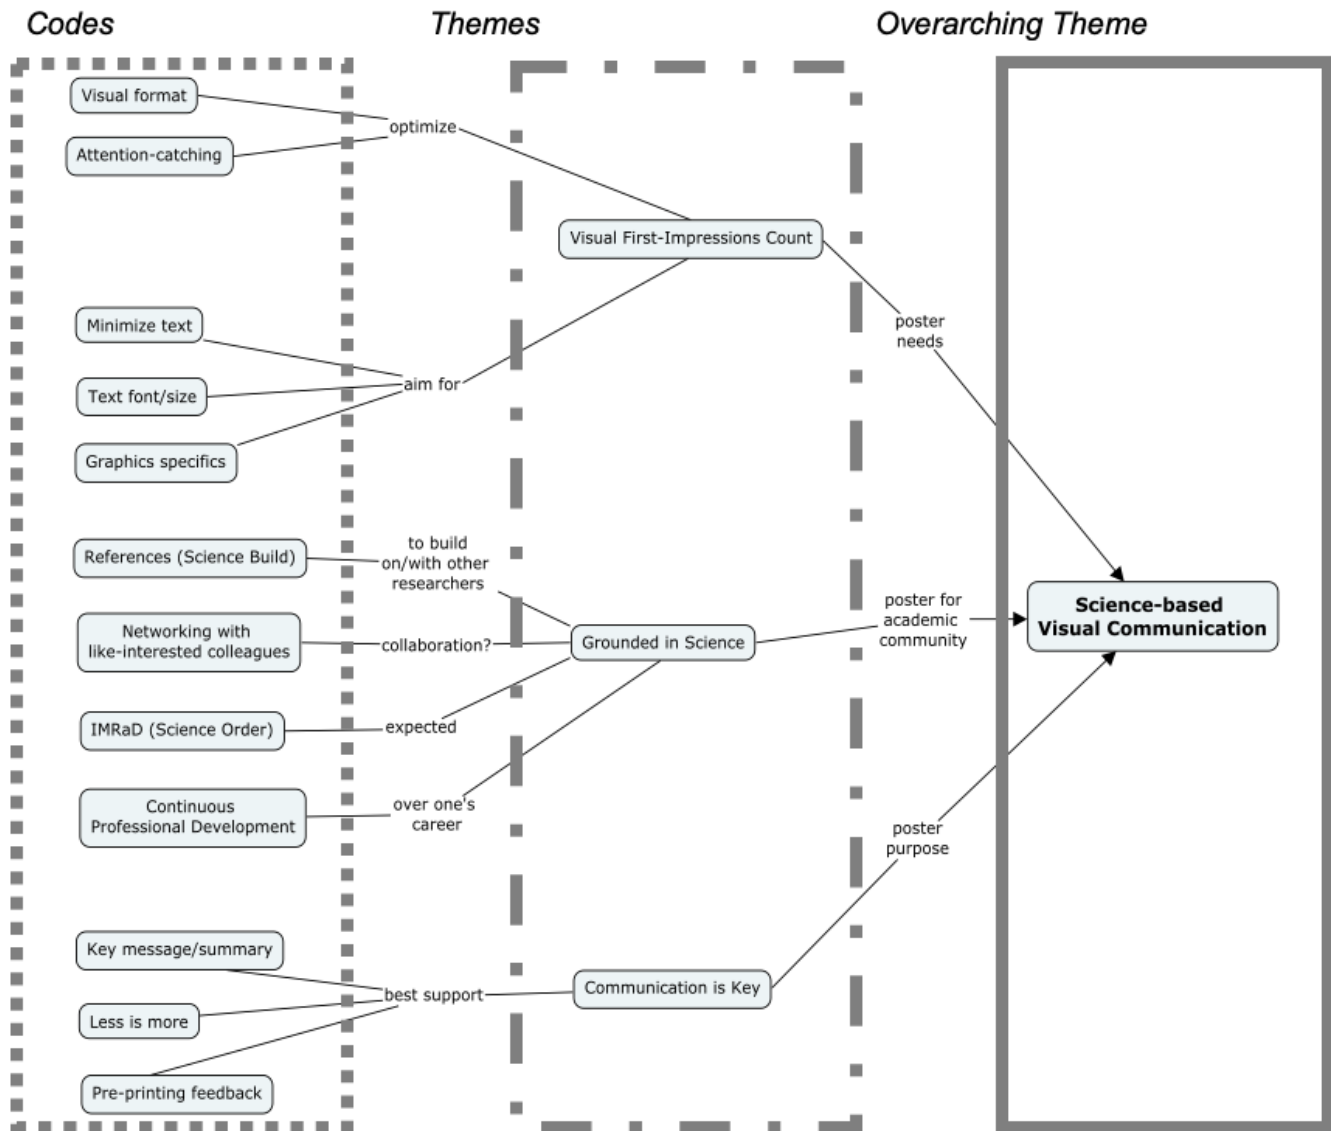 Codes
Themes
Overarching Theme
Visual format
Attention-catching
optimize
Visual First-Impressions Count
Minimize text
Text font/size
Graphics specifics
aim for
poster
needs
References (Science Build)
to build
on/with other
researchers
Networking with
like-interested colleagues
collaboration?
Grounded in Science
IMRaD (Science Order)
expected
Continuous
Professional Development
over one's
career
poster for
academic
community
Science-based
Visual Communication
Key message/summary
Less is more
Pre-printing feedback
best support
Communication is Key
poster
purpose